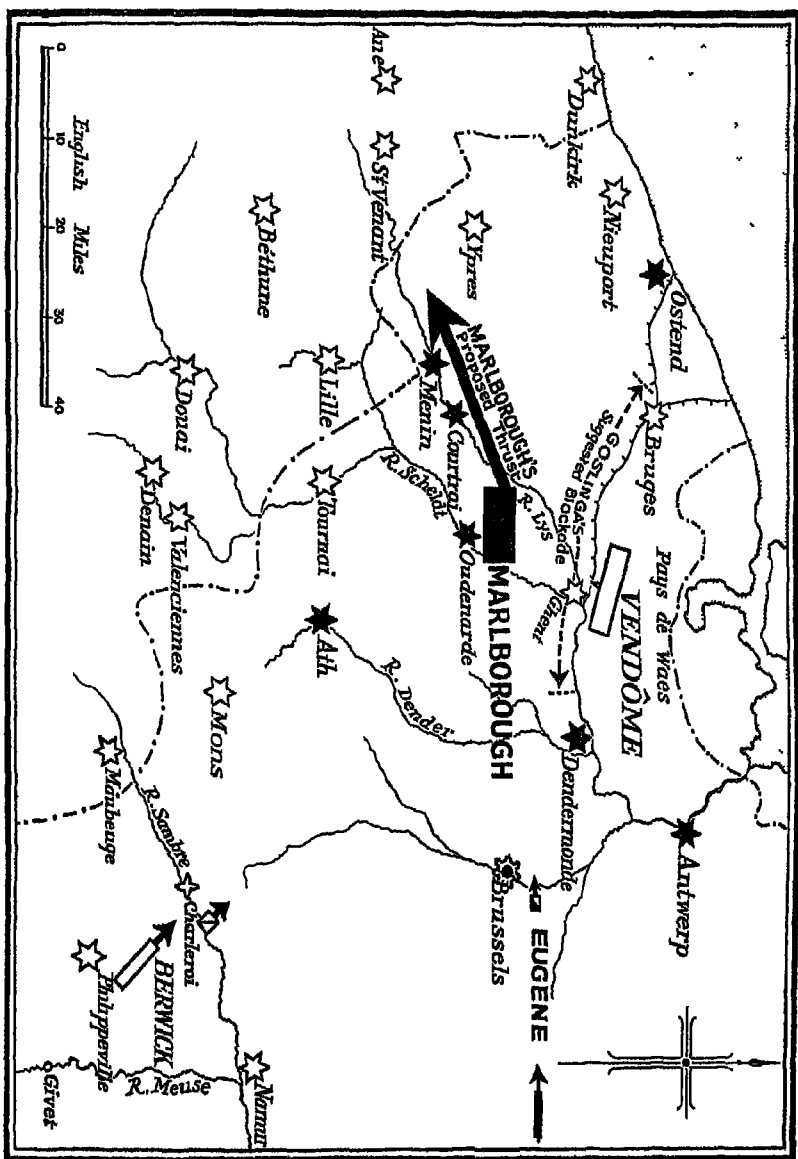 Dunkirk
Nieuport
Ostend
Bruges
Pays de Waes
Antwerp
Aire
St Venant
Ypres
GOSLINGA'S
Suggested Blockade
VENDÔME
Ghent
Dendermonde
MARLBOROUGH'S
Proposed Thrust
R. Lys
Menin
Courtrai
MARLBOROUGH
Oudenarde
R. Scheldt
EUGENE
Brussels
Béthune
Lille
Tournai
Ath
R. Dender
Douai
Denain
Valenciennes
Mons
Maubeuge
R. Sambre
Charleroi
BERWICK
Philippeville
Namur
R. Meuse
Givet
0 10 20 30 40
English Miles